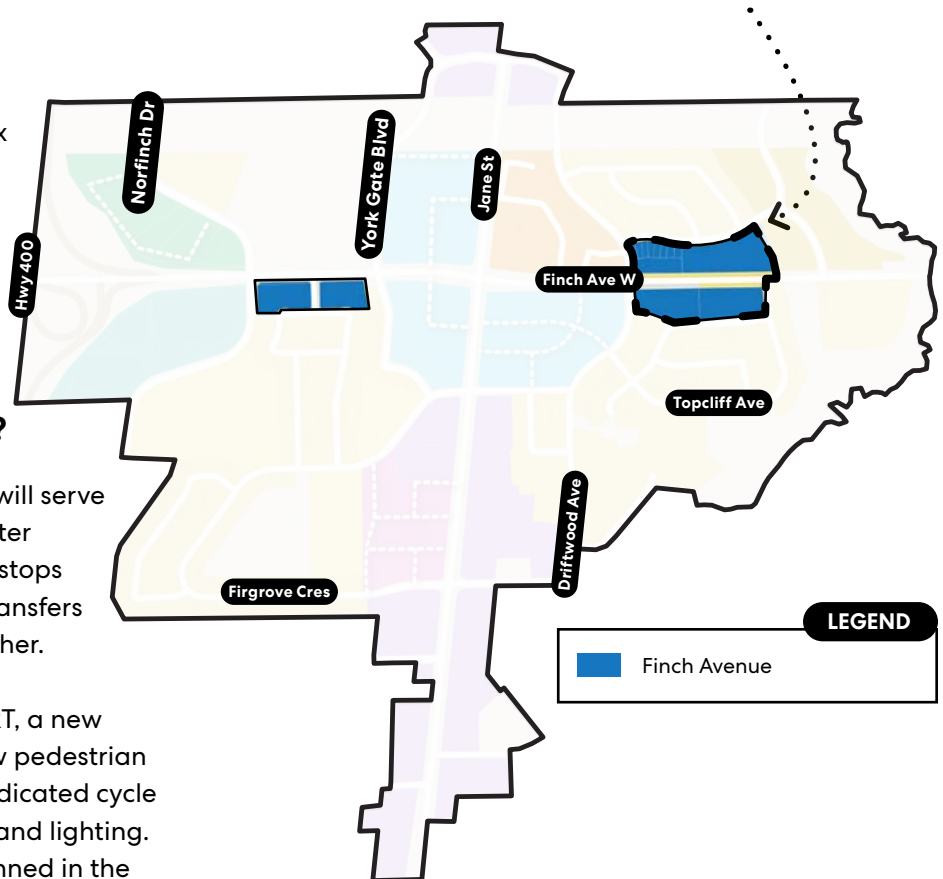 x
?
will serve
ter
stops
ansfers
her.
T, a new
pedestrian
dicated cycle
and lighting.
nned in the
Norfinch Dr
York Gate Blvd
Jane St
Hwy 400
Finch Ave W
Topcliff Ave
Driftwood Ave
Firgrove Cres
LEGEND
Finch Avenue